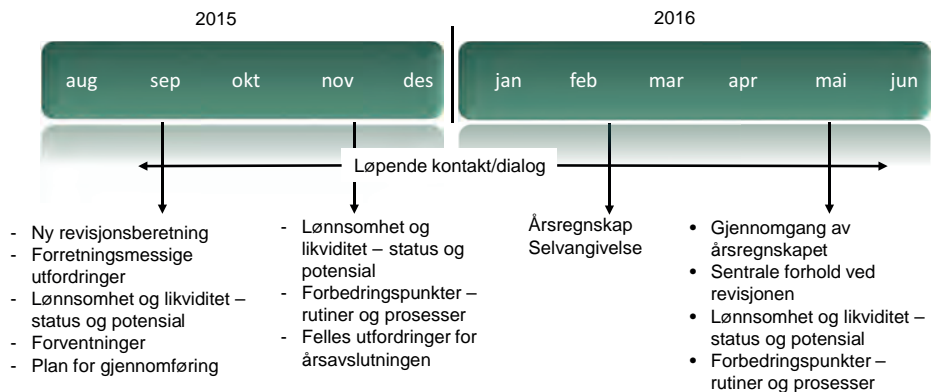 2015
2016
aug sep okt nov des
jan feb mar apr mai jun
Løpende kontakt/dialog
- Ny revisjonsberetning
- Forretningsmessige
utfordringer
- Lønnsomhet og likviditet –
status og potensial
- Forventninger
- Plan for gjennomføring
- Lønnsomhet og
likviditet – status og
potensial
- Forbedringspunkter –
rutiner og prosesser
- Felles utfordringer for
årsavslutningen
Årsregnskap
Selvangivelse
• Gjennomgang av
årsregnskapet
• Sentrale forhold ved
revisjonen
• Lønnsomhet og likviditet –
status og potensial
• Forbedringspunkter –
rutiner og prosesser